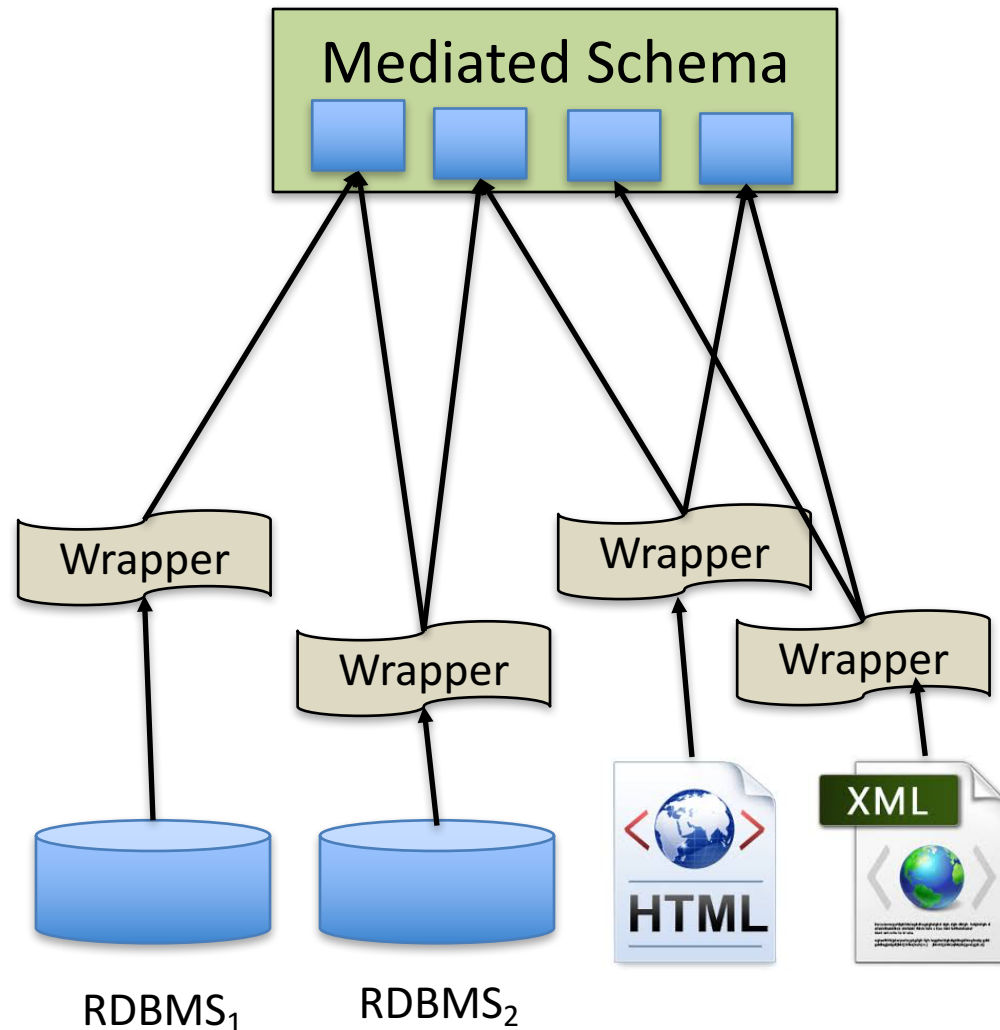 Mediated Schema
Wrapper
Wrapper
Wrapper
Wrapper
XML
< >
HTML
RDBMS₁
RDBMS₂